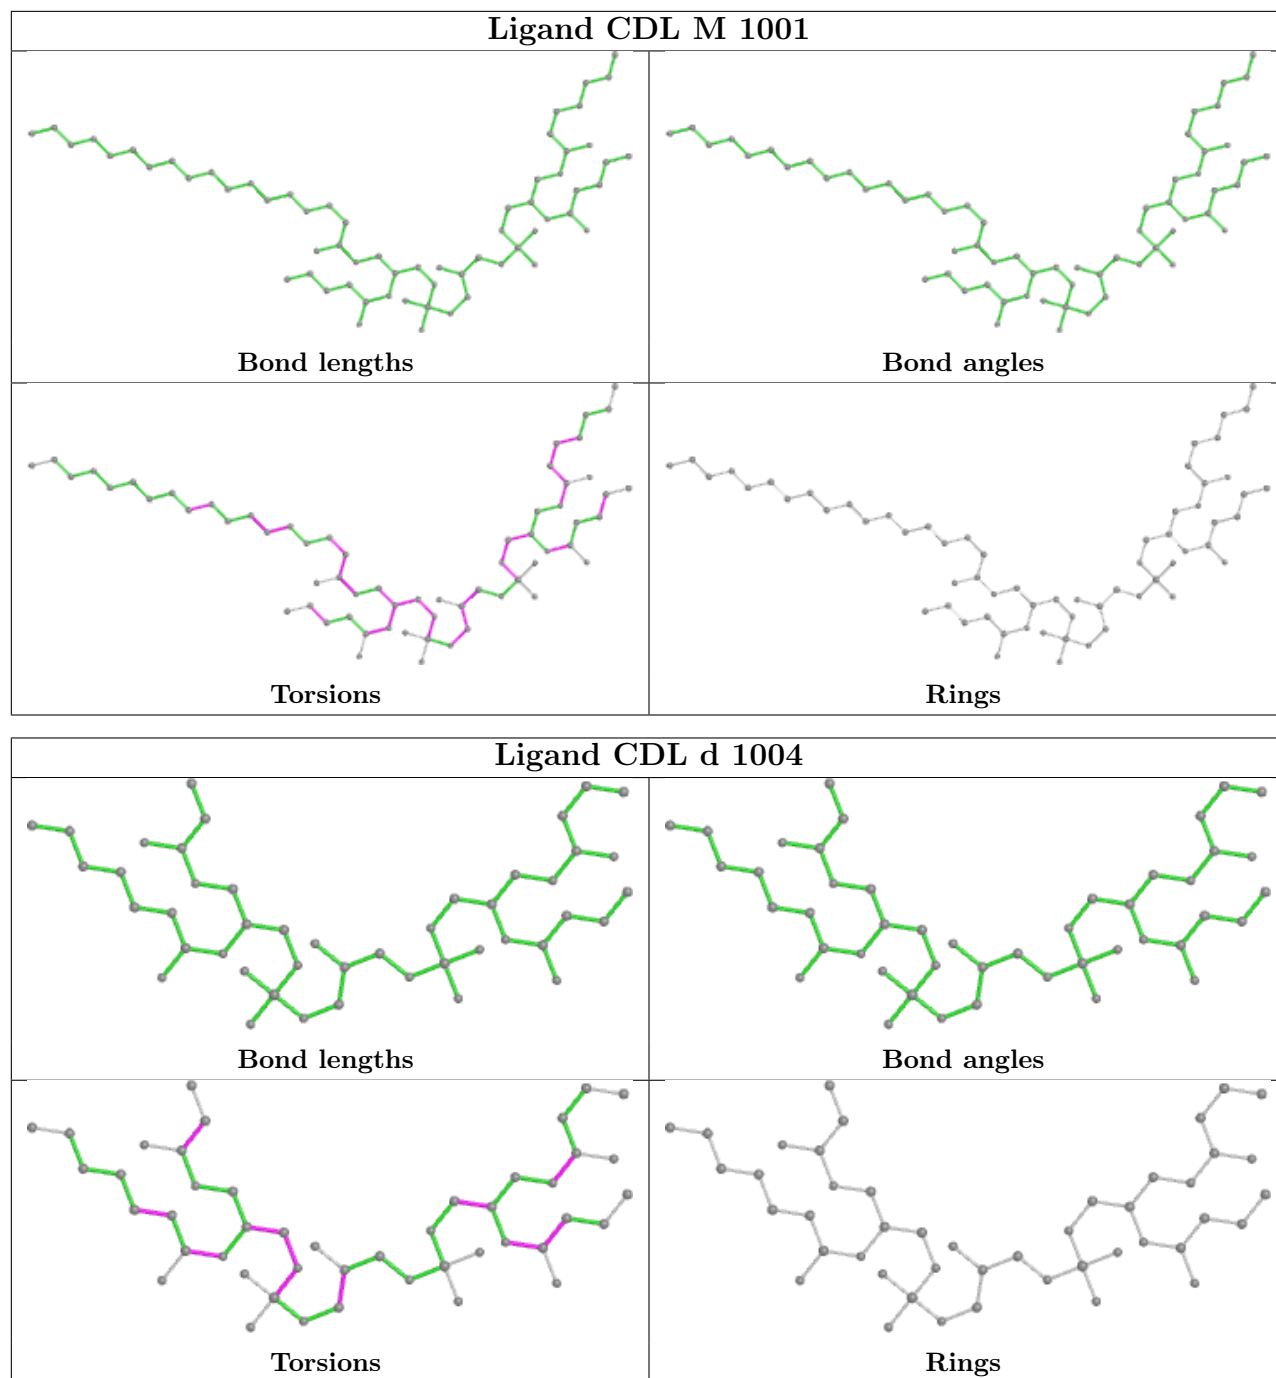 Ligand CDL M 1001
Bond lengths
Bond angles
Torsions
Rings
Ligand CDL d 1004
Bond lengths
Bond angles
Torsions
Rings